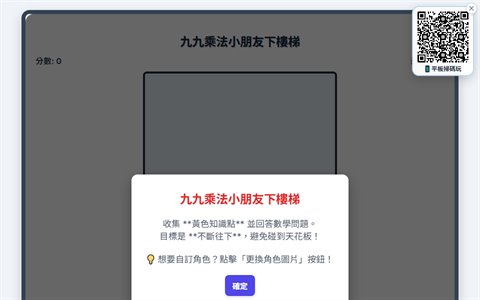 九九乘法小朋友下樓梯
分數: 0
平板掃碼玩
九九乘法小朋友下樓梯
收集 **黃色知識點** 並回答數學問題。
目標是 **不斷往下**，避免碰到天花板！
💡 想要自訂角色？點擊「更換角色圖片」按鈕！
確定